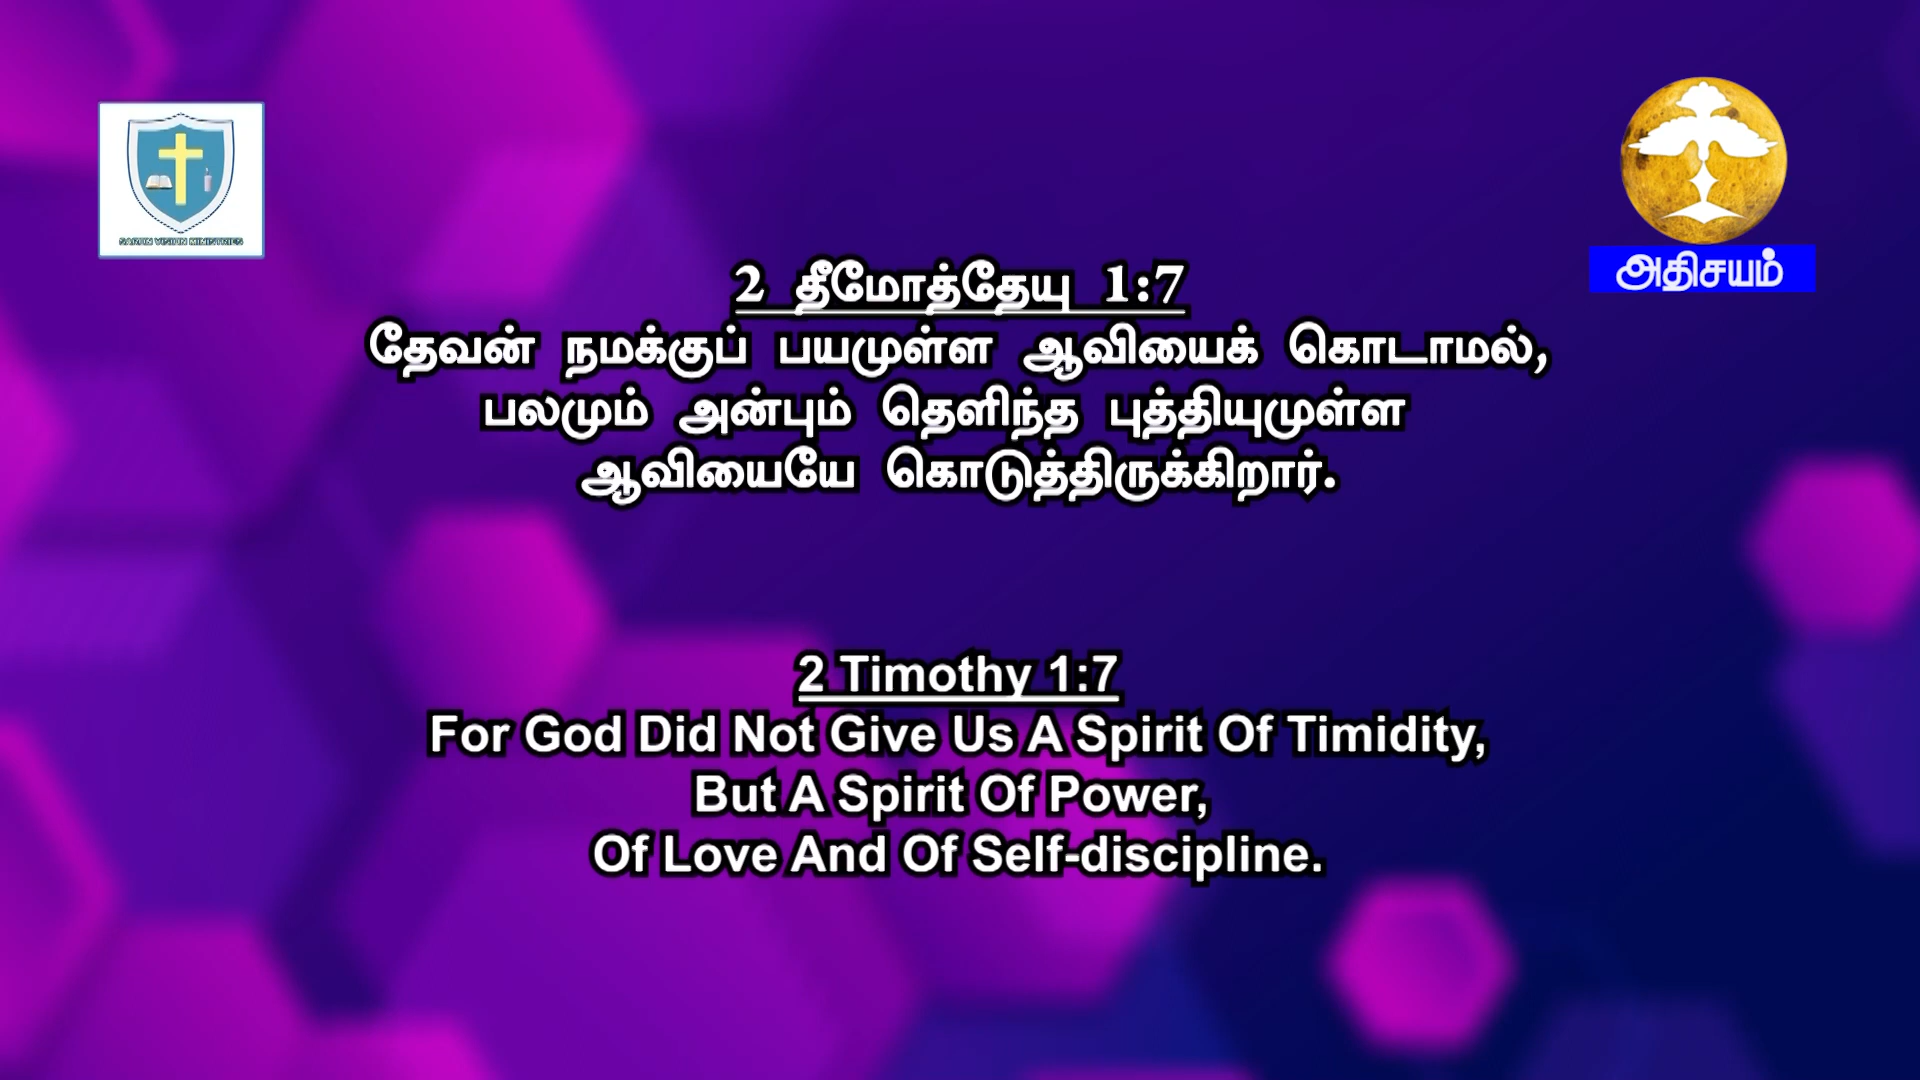 அதிசயம்
2 தீமோத்தேயு 1:7
தேவன் நமக்குப் பயமுள்ள ஆவியைக் கொடாமல்,
பலமும் அன்பும் தெளிந்த புத்தியுமுள்ள
ஆவியையே கொடுத்திருக்கிறார்.
2 Timothy 1:7
For God Did Not Give Us A Spirit Of Timidity,
But A Spirit Of Power,
Of Love And Of Self-discipline.